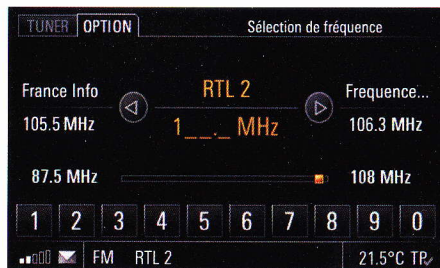 TUNER OPTION Sélection de fréquence
France Info RTL 2 Frequence...
105.5 MHz 1__._ MHz 106.3 MHz
87.5 MHz 108 MHz
1 2 3 4 5 6 7 8 9 0
FM RTL 2 21.5°C TP